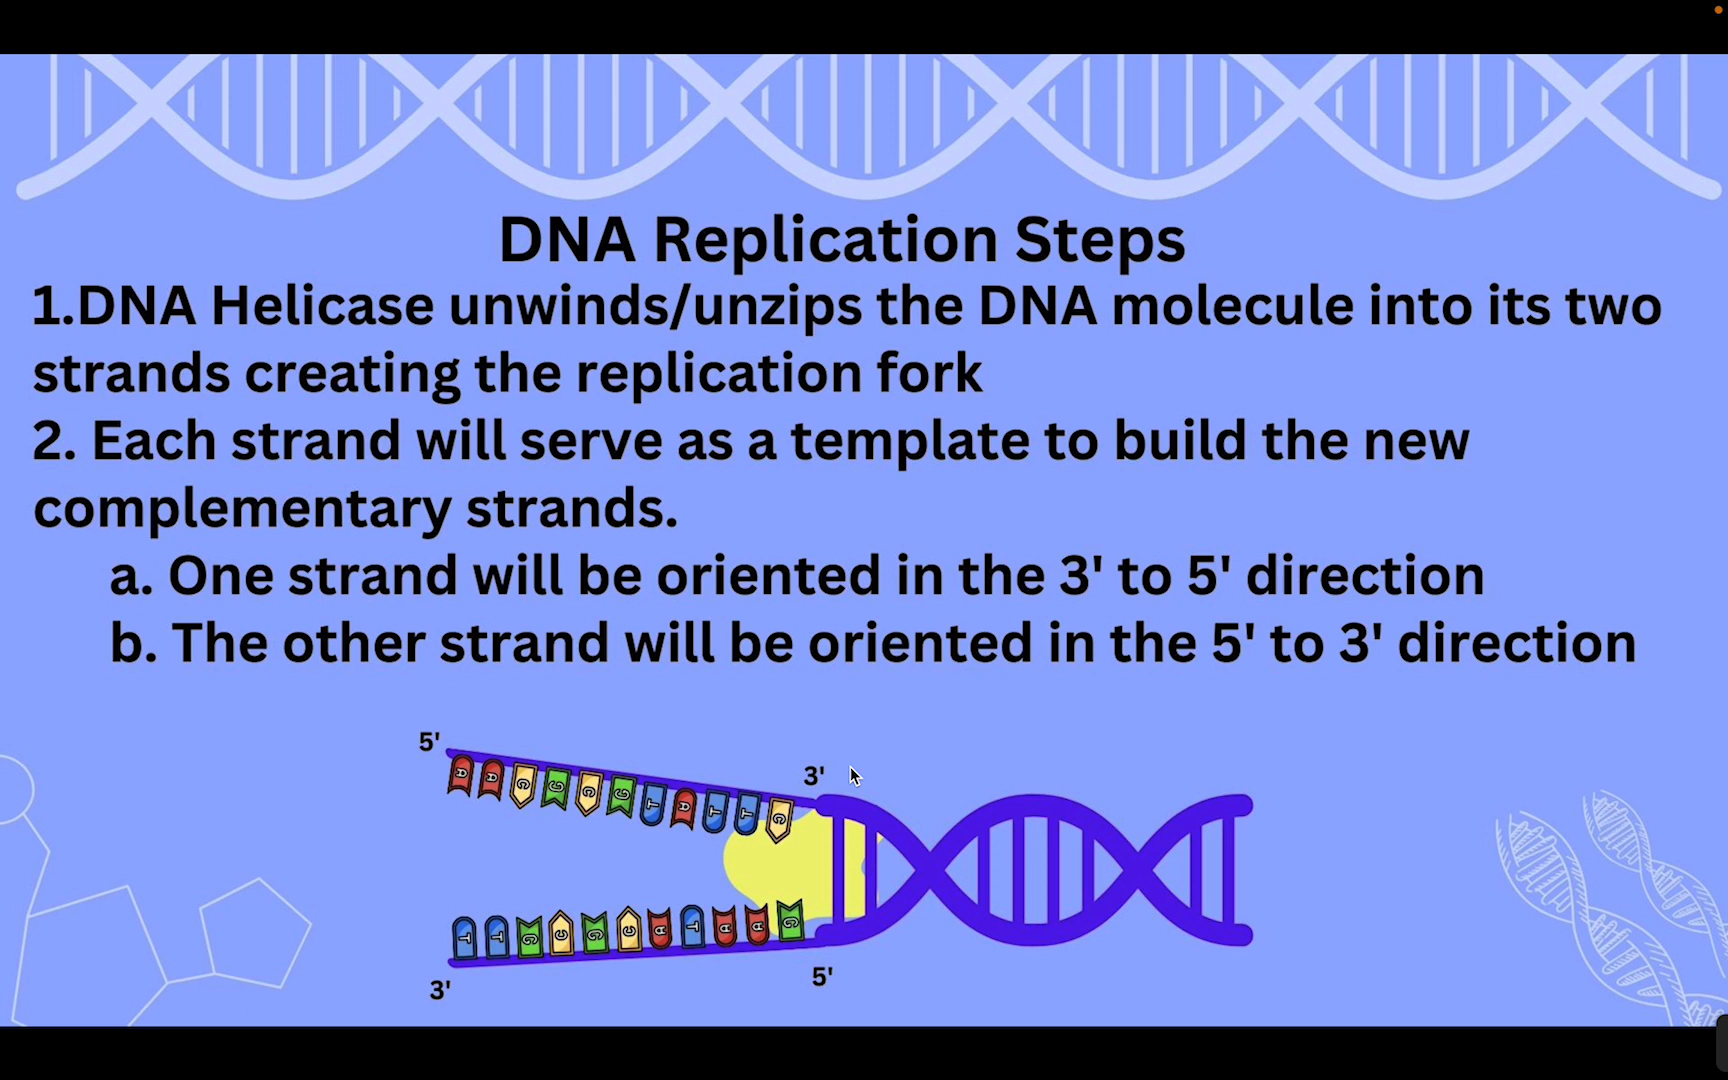 DNA Replication Steps
1.DNA Helicase unwinds/unzips the DNA molecule into its two
strands creating the replication fork
2. Each strand will serve as a template to build the new
complementary strands.
a. One strand will be oriented in the 3' to 5' direction
b. The other strand will be oriented in the 5' to 3' direction
5'
3'
A A C G C G T A T T C
T T G C G C A T A A G
3'
5'